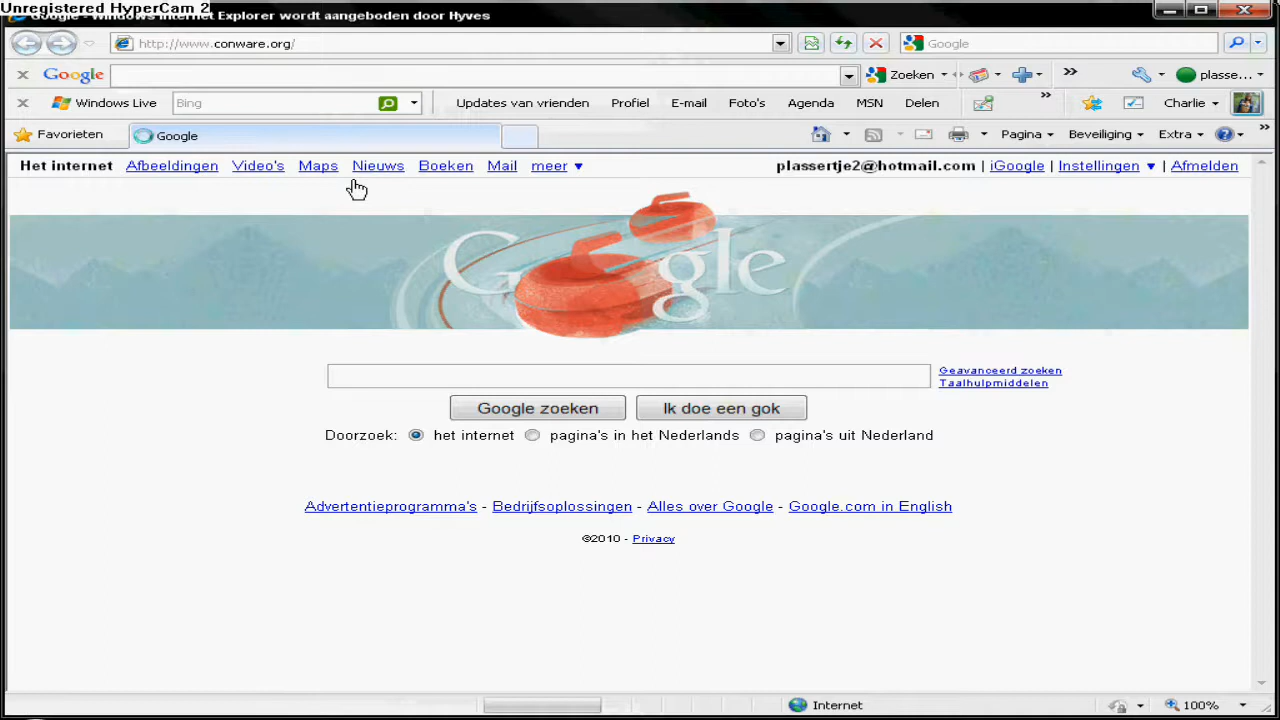 Unregistered HyperCam 2
Google - Windows Internet Explorer wordt aangeboden door Hyves
http://www.conware.org/
Google
Google
Zoeken
plasse...
Windows Live
Bing
Updates van vrienden
Profiel
E-mail
Foto's
Agenda
MSN
Delen
Charlie
Favorieten
Google
Pagina
Beveiliging
Extra
Het internet Afbeeldingen Video's Maps Nieuws Boeken Mail meer
plassertje2@hotmail.com | iGoogle | Instellingen | Afmelden
Google
Geavanceerd zoeken
Taalhulpmiddelen
Google zoeken
Ik doe een gok
Doorzoek: het internet pagina's in het Nederlands pagina's uit Nederland
Advertentieprogramma's - Bedrijfsoplossingen - Alles over Google - Google.com in English
©2010 - Privacy
Internet
100%